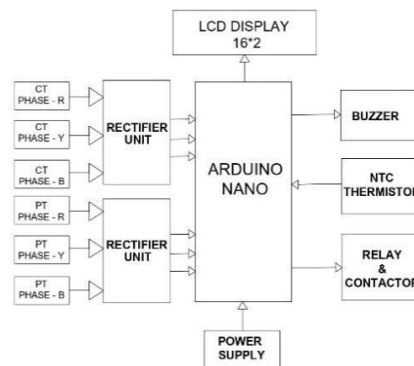 LCD DISPLAY
16*2
CT
PHASE - R
CT
PHASE - Y
CT
PHASE - B
PT
PHASE - R
PT
PHASE - Y
PT
PHASE - B
RECTIFIER
UNIT
RECTIFIER
UNIT
ARDUINO
NANO
BUZZER
NTC
THERMISTOR
RELAY
&
CONTACTOR
POWER
SUPPLY